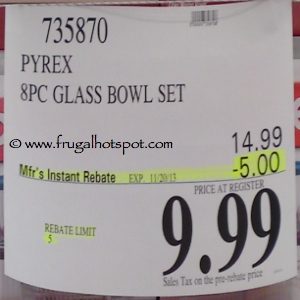 735870
PYREX
8PC GLASS BOWL SET
www.frugalhotspot.com
14.99
Mfr's Instant Rebate EXP. 11/20/13 -5.00
PRICE AT REGISTER
REBATE LIMIT
5
9.99
Sales Tax on the pre-rebate price